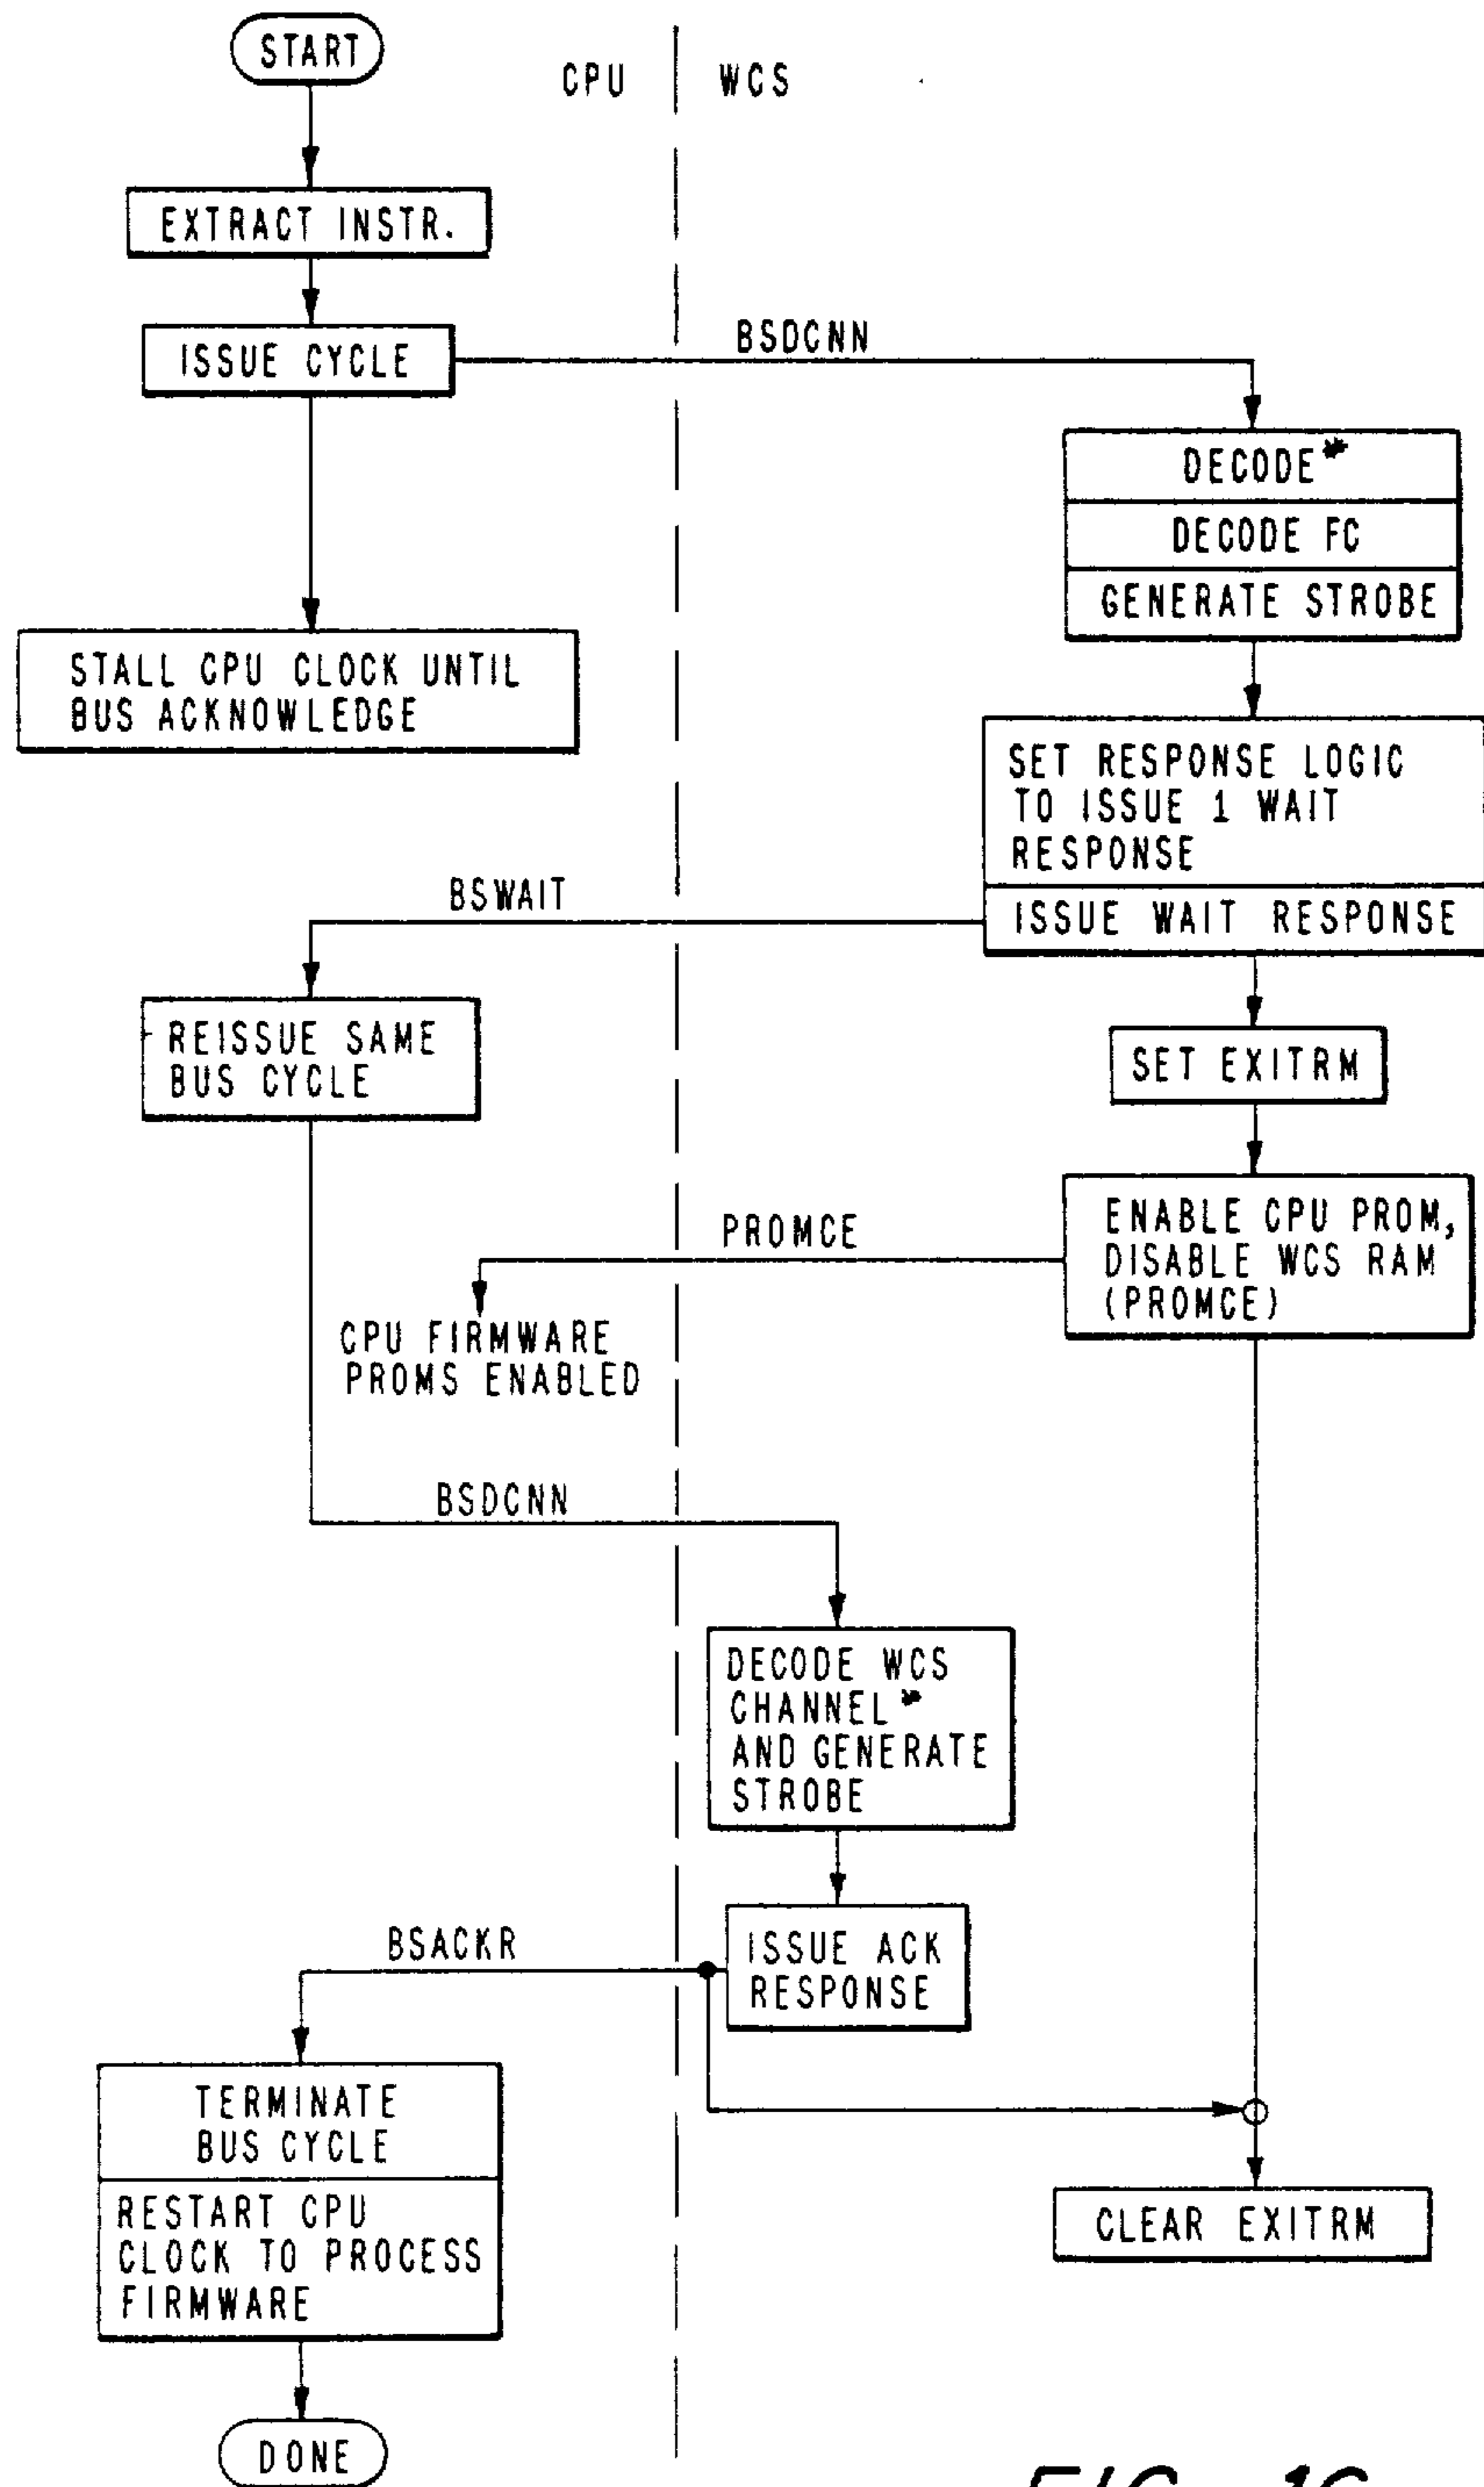 START
CPU
WCS
EXTRACT INSTR.
ISSUE CYCLE
BSDCNN
DECODE*
DECODE FC
GENERATE STROBE
STALL CPU CLOCK UNTIL
BUS ACKNOWLEDGE
SET RESPONSE LOGIC
TO ISSUE 1 WAIT
RESPONSE
ISSUE WAIT RESPONSE
BSWAIT
REISSUE SAME
BUS CYCLE
SET EXITRM
ENABLE CPU PROM,
DISABLE WCS RAM
(PROMCE)
PROMCE
CPU FIRMWARE
PROMS ENABLED
BSDCNN
DECODE WCS
CHANNEL*
AND GENERATE
STROBE
ISSUE ACK
RESPONSE
BSACKR
TERMINATE
BUS CYCLE
RESTART CPU
CLOCK TO PROCESS
FIRMWARE
CLEAR EXITRM
DONE
FIG. 16